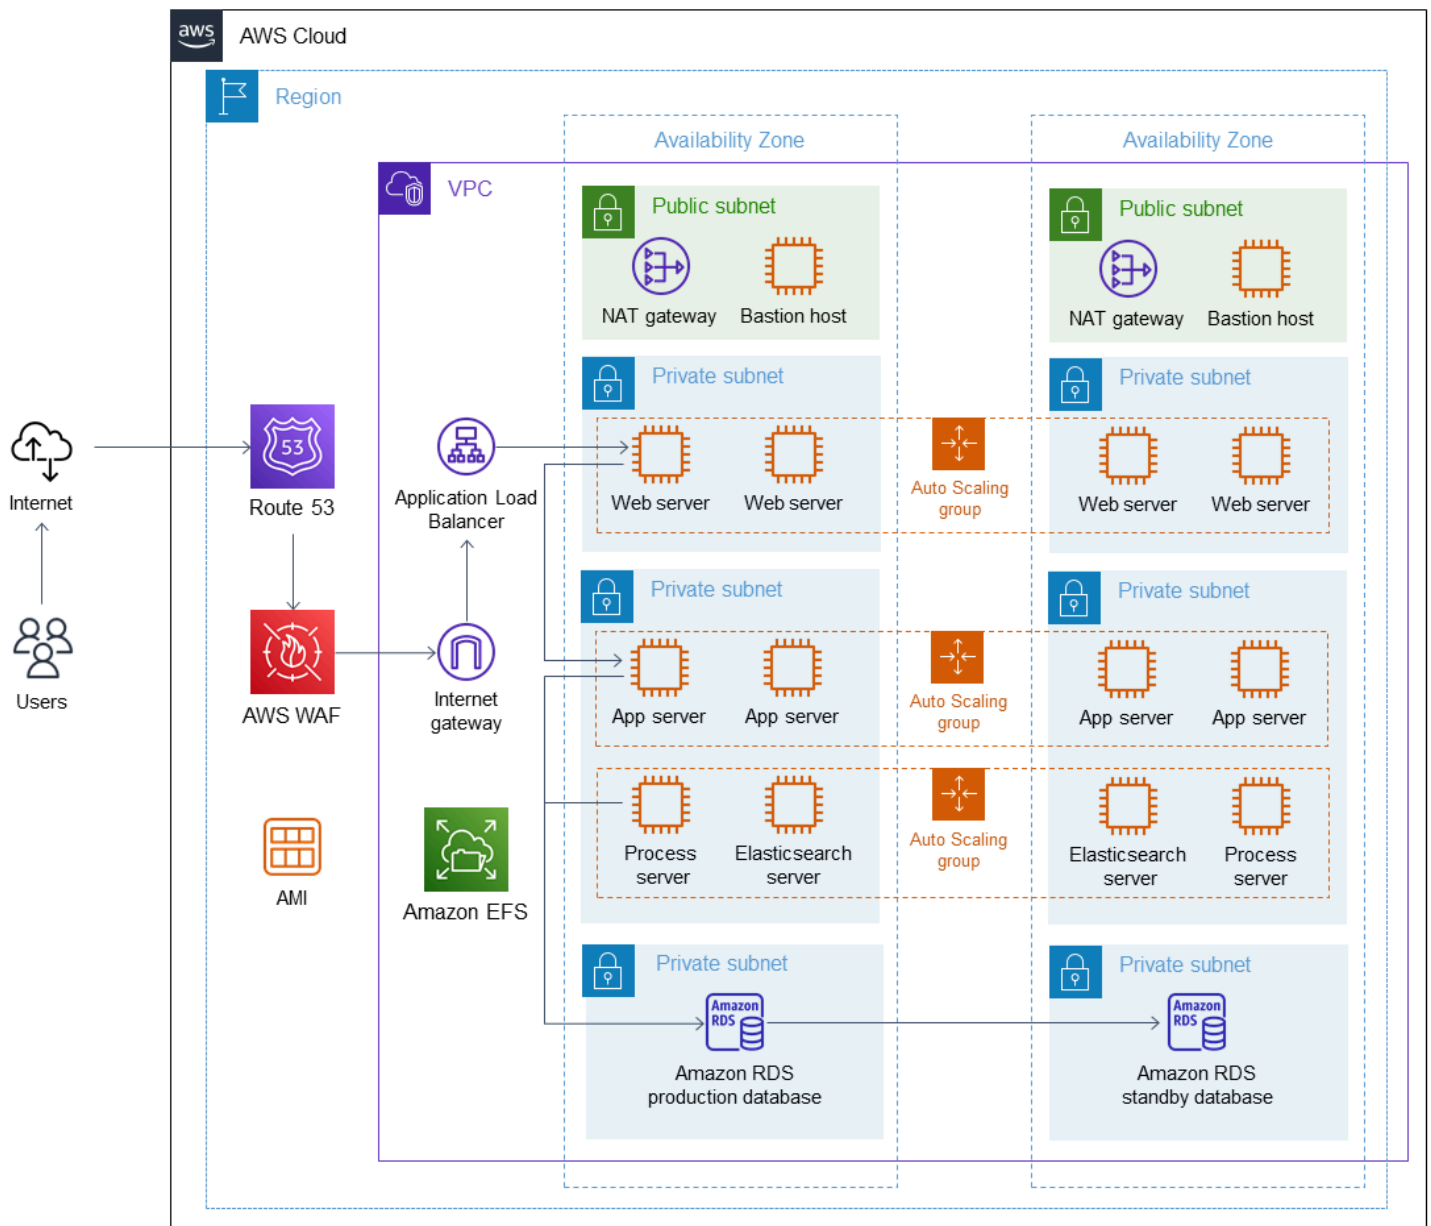 aws
AWS Cloud
Region
Availability Zone
Availability Zone
VPC
Public subnet
Public subnet
NAT gateway
Bastion host
NAT gateway
Bastion host
Private subnet
Private subnet
53
Internet
Route 53
Application Load
Balancer
Web server
Web server
Auto Scaling
group
Web server
Web server
Private subnet
Private subnet
Users
AWS WAF
Internet
gateway
App server
App server
Auto Scaling
group
App server
App server
AMI
Amazon EFS
Process
server
Elasticsearch
server
Auto Scaling
group
Elasticsearch
server
Process
server
Private subnet
Private subnet
Amazon
RDS
Amazon
RDS
Amazon RDS
production database
Amazon RDS
standby database